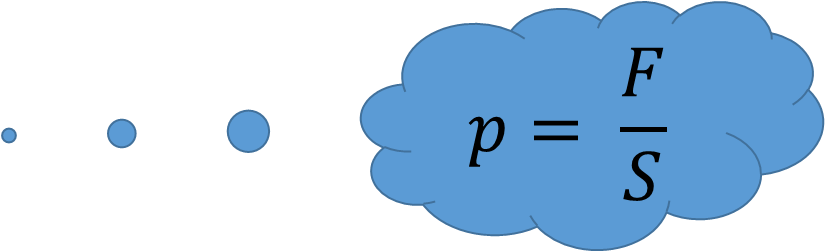 p = F/S